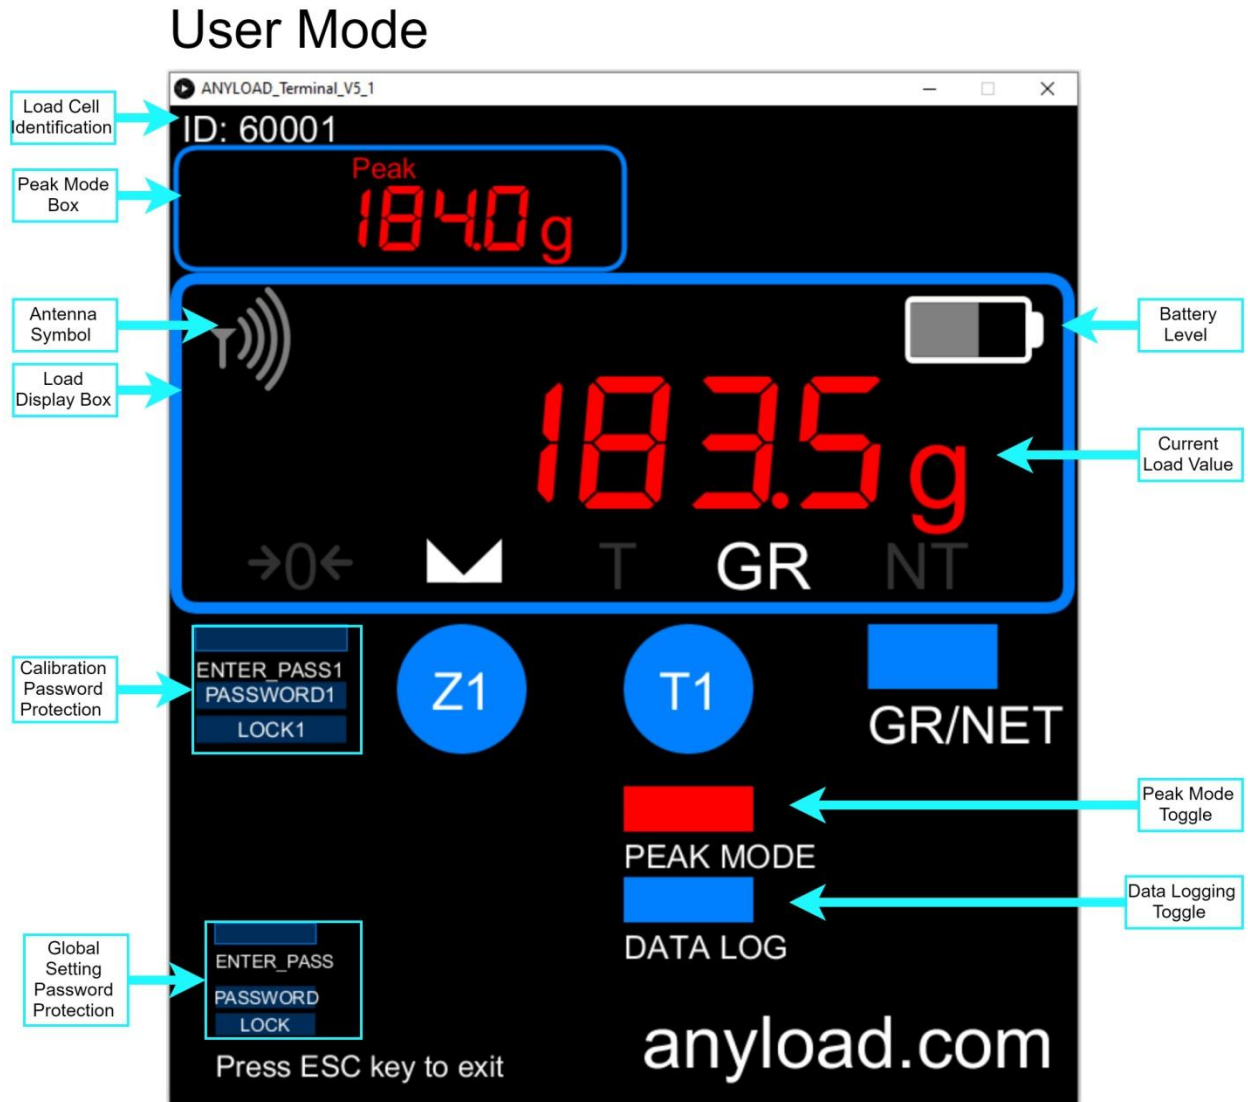 User Mode
ANYLOAD_Terminal_V5_1
Load Cell
Identification
ID: 60001
Peak Mode
Box
Peak
184.0 g
Antenna
Symbol
Battery
Level
Load
Display Box
183.5 g
Current
Load Value
→0← T GR NT
Calibration
Password
Protection
ENTER_PASS1
PASSWORD1
LOCK1
Z1
T1
GR/NET
Peak Mode
Toggle
PEAK MODE
Data Logging
Toggle
DATA LOG
Global
Setting
Password
Protection
ENTER_PASS
PASSWORD
LOCK
Press ESC key to exit
anyload.com